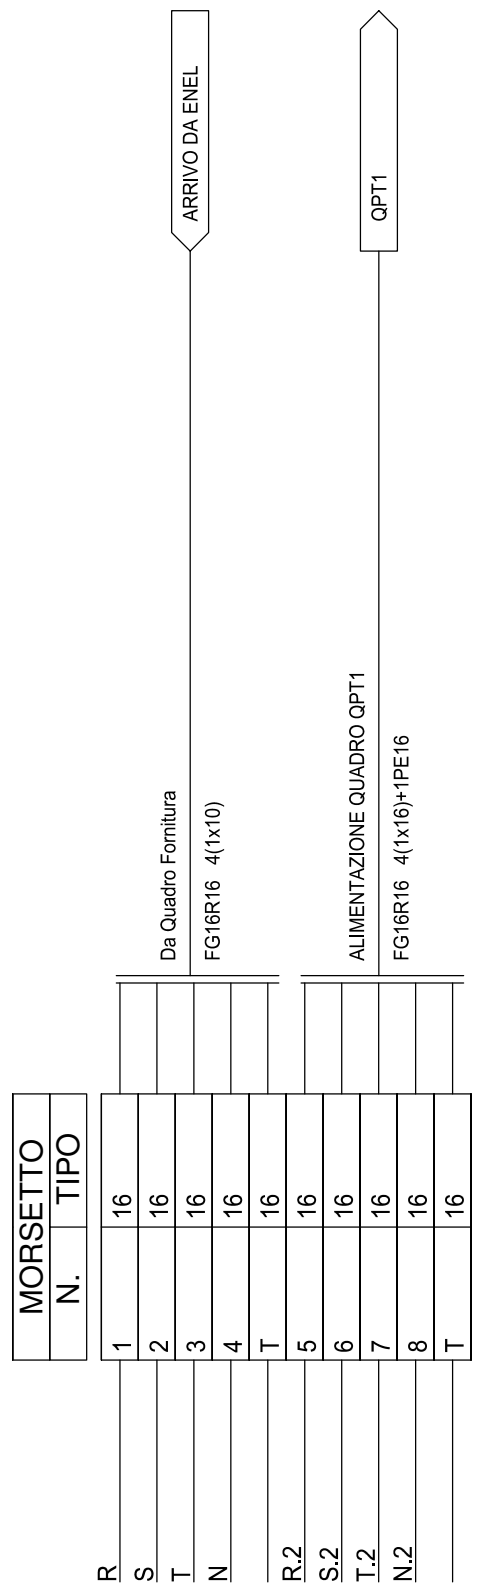 MORSETTO
N. TIPO
R 1 16
S 2 16
T 3 16
N 4 16
T 16
R.2 5 16
S.2 6 16
T.2 7 16
N.2 8 16
T 16
Da Quadro Fornitura
FG16R16 4(1x10)
ARRIVO DA ENEL
ALIMENTAZIONE QUADRO QPT1
FG16R16 4(1x16)+1PE16
QPT1